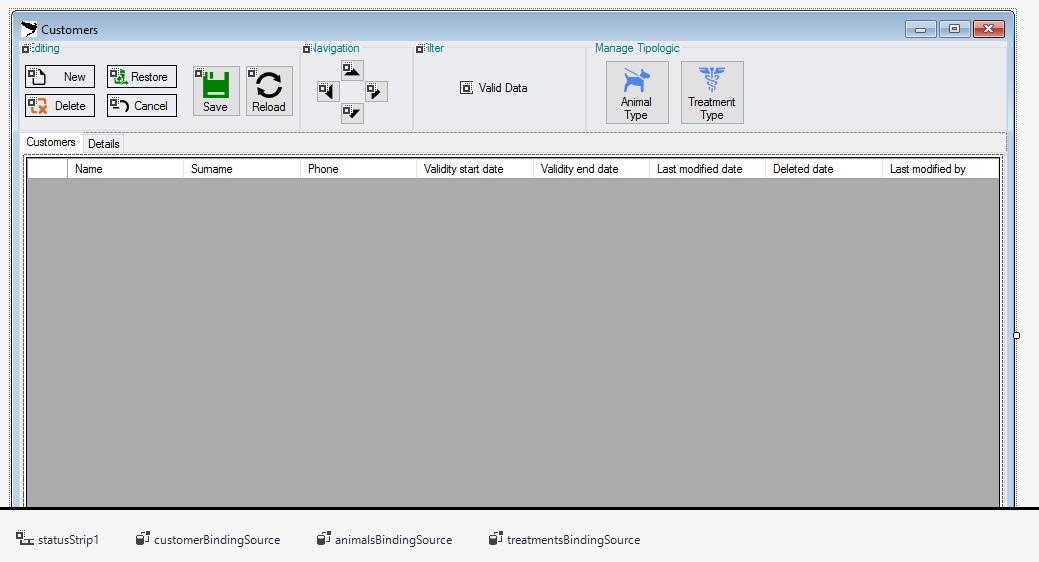 Customers
Editing
Navigation
Filter
Manage Tipologic
New
Restore
Delete
Cancel
Save
Reload
Valid Data
Animal
Type
Treatment
Type
Customers
Details
Name
Surname
Phone
Validity start date
Validity end date
Last modified date
Deleted date
Last modified by
statusStrip1
customerBindingSource
animalsBindingSource
treatmentsBindingSource